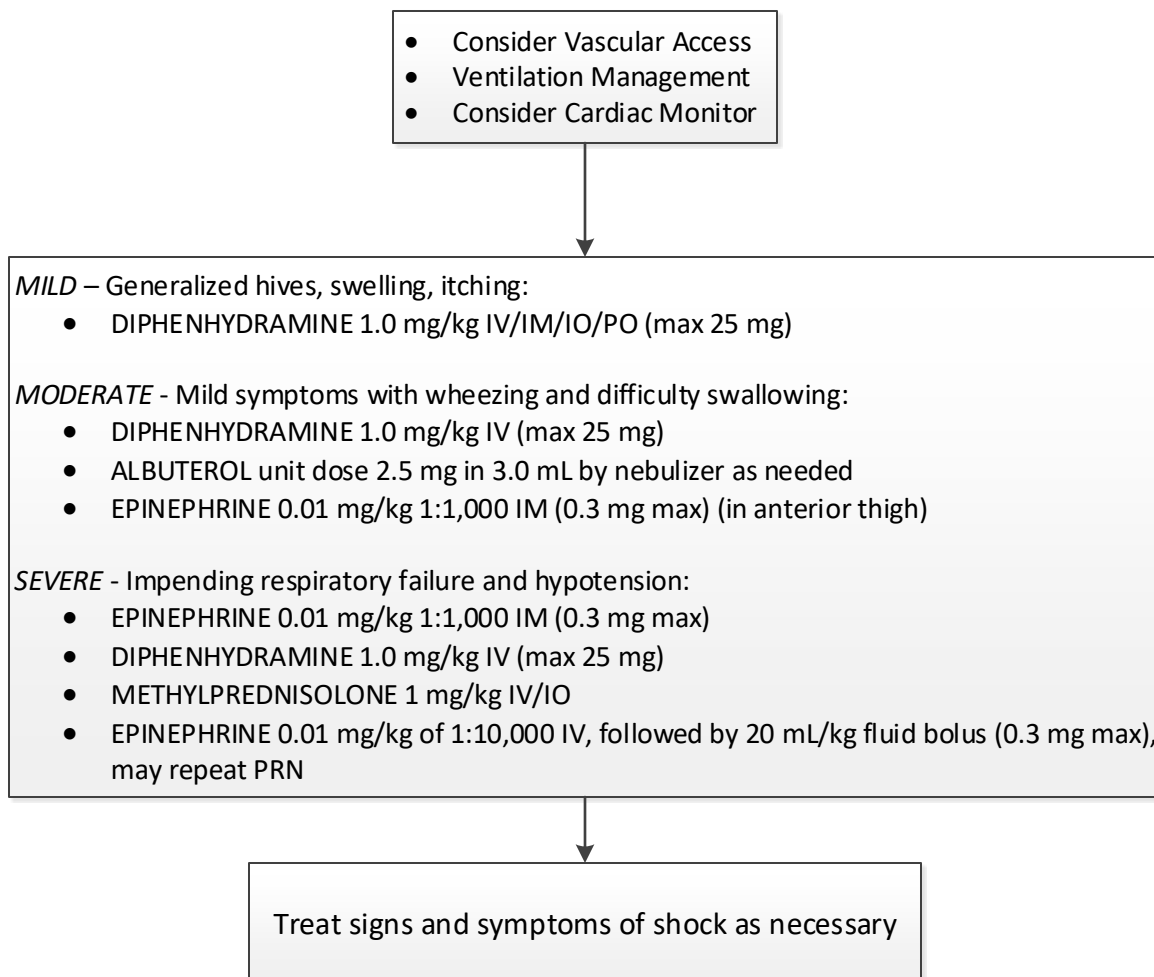 • Consider Vascular Access
• Ventilation Management
• Consider Cardiac Monitor
MILD – Generalized hives, swelling, itching:
• DIPHENHYDRAMINE 1.0 mg/kg IV/IM/IO/PO (max 25 mg)
MODERATE - Mild symptoms with wheezing and difficulty swallowing:
• DIPHENHYDRAMINE 1.0 mg/kg IV (max 25 mg)
• ALBUTEROL unit dose 2.5 mg in 3.0 mL by nebulizer as needed
• EPINEPHRINE 0.01 mg/kg 1:1,000 IM (0.3 mg max) (in anterior thigh)
SEVERE - Impending respiratory failure and hypotension:
• EPINEPHRINE 0.01 mg/kg 1:1,000 IM (0.3 mg max)
• DIPHENHYDRAMINE 1.0 mg/kg IV (max 25 mg)
• METHYLPREDNISOLONE 1 mg/kg IV/IO
• EPINEPHRINE 0.01 mg/kg of 1:10,000 IV, followed by 20 mL/kg fluid bolus (0.3 mg max),
may repeat PRN
Treat signs and symptoms of shock as necessary